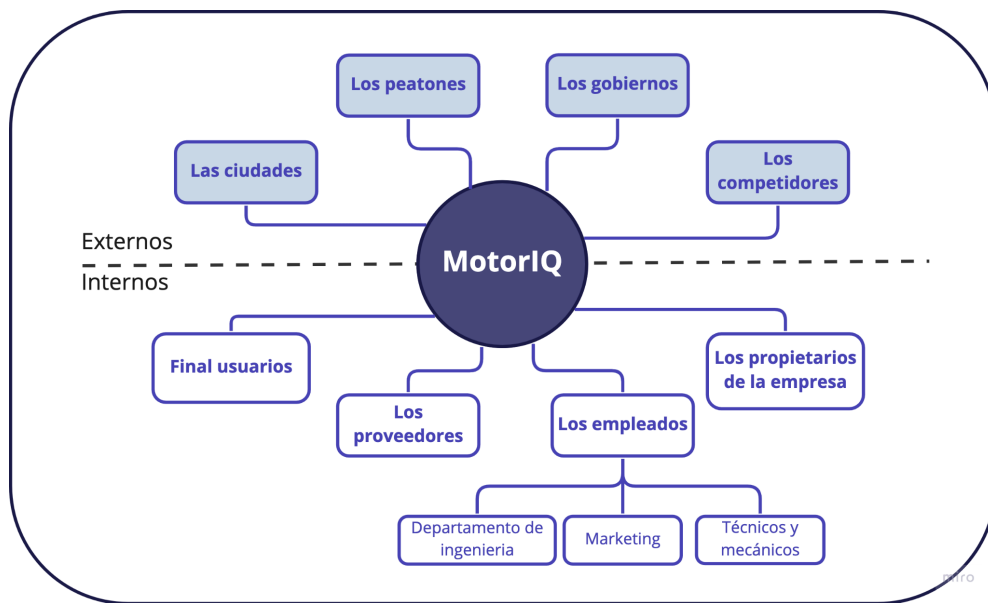 Los peatones
Los gobiernos
Las ciudades
Los
competidores
Externos
MotorIQ
Internos
Final usuarios
Los propietarios
de la empresa
Los
proveedores
Los empleados
Departamento de
ingenieria
Marketing
Técnicos y
mecánicos
miro